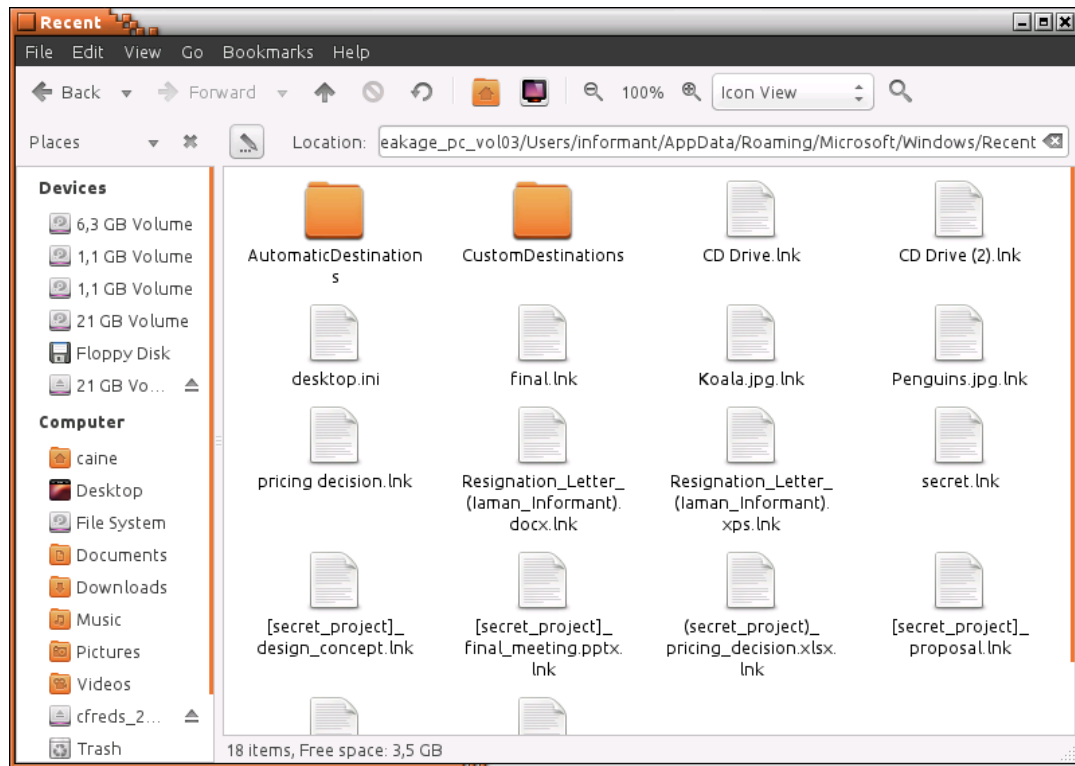 Recent
File Edit View Go Bookmarks Help
Back Forward 100% Icon View
Places Location: eakage_pc_vol03/Users/informant/AppData/Roaming/Microsoft/Windows/Recent
Devices
6,3 GB Volume
1,1 GB Volume
1,1 GB Volume
21 GB Volume
Floppy Disk
21 GB Vo...
Computer
caine
Desktop
File System
Documents
Downloads
Music
Pictures
Videos
cfreds_2...
Trash
AutomaticDestination
s
CustomDestinations
CD Drive.lnk
CD Drive (2).lnk
desktop.ini
final.lnk
Koala.jpg.lnk
Penguins.jpg.lnk
pricing decision.lnk
Resignation_Letter_
(Iaman_Informant).
docx.lnk
Resignation_Letter_
(Iaman_Informant).
xps.lnk
secret.lnk
[secret_project]_
design_concept.lnk
[secret_project]_
final_meeting.pptx.
lnk
(secret_project)_
pricing_decision.xlsx.
lnk
[secret_project]_
proposal.lnk
18 items, Free space: 3,5 GB